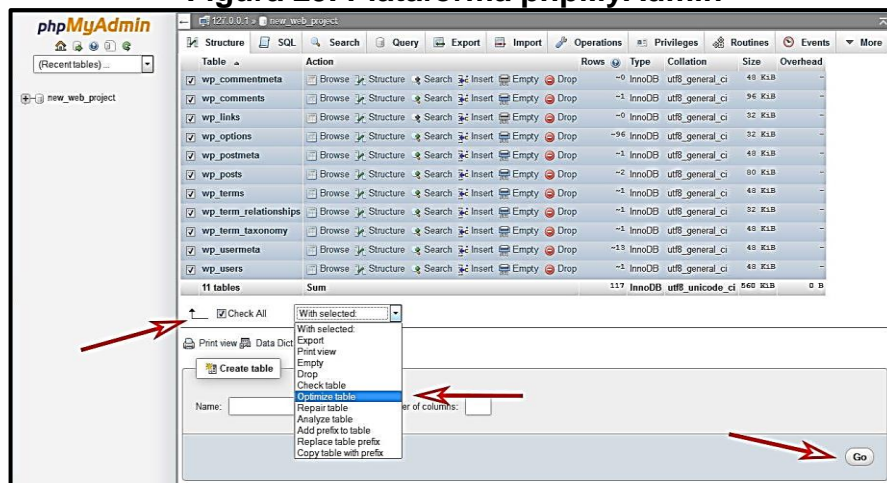 phpMyAdmin
(Recent tables) ...
new_web_project
127.0.0.1 » new_web_project
Structure SQL Search Query Export Import Operations Privileges Routines Events More
Table Action Rows Type Collation Size Overhead
wp_commentmeta Browse Structure Search Insert Empty Drop ~0 InnoDB utf8_general_ci 48 KiB -
wp_comments Browse Structure Search Insert Empty Drop ~1 InnoDB utf8_general_ci 96 KiB -
wp_links Browse Structure Search Insert Empty Drop ~0 InnoDB utf8_general_ci 32 KiB -
wp_options Browse Structure Search Insert Empty Drop ~96 InnoDB utf8_general_ci 32 KiB -
wp_postmeta Browse Structure Search Insert Empty Drop ~1 InnoDB utf8_general_ci 48 KiB -
wp_posts Browse Structure Search Insert Empty Drop ~2 InnoDB utf8_general_ci 80 KiB -
wp_terms Browse Structure Search Insert Empty Drop ~1 InnoDB utf8_general_ci 48 KiB -
wp_term_relationships Browse Structure Search Insert Empty Drop ~1 InnoDB utf8_general_ci 32 KiB -
wp_term_taxonomy Browse Structure Search Insert Empty Drop ~1 InnoDB utf8_general_ci 48 KiB -
wp_usermeta Browse Structure Search Insert Empty Drop ~13 InnoDB utf8_general_ci 48 KiB -
wp_users Browse Structure Search Insert Empty Drop ~1 InnoDB utf8_general_ci 48 KiB -
11 tables Sum 117 InnoDB utf8_unicode_ci 560 KiB 0 B
Check All With selected:
With selected:
Export
Print view
Empty
Drop
Check table
Optimize table
Repair table
Analyze table
Add prefix to table
Replace table prefix
Copy table with prefix
Print view Data Dict
Create table
Name: er of columns:
Go